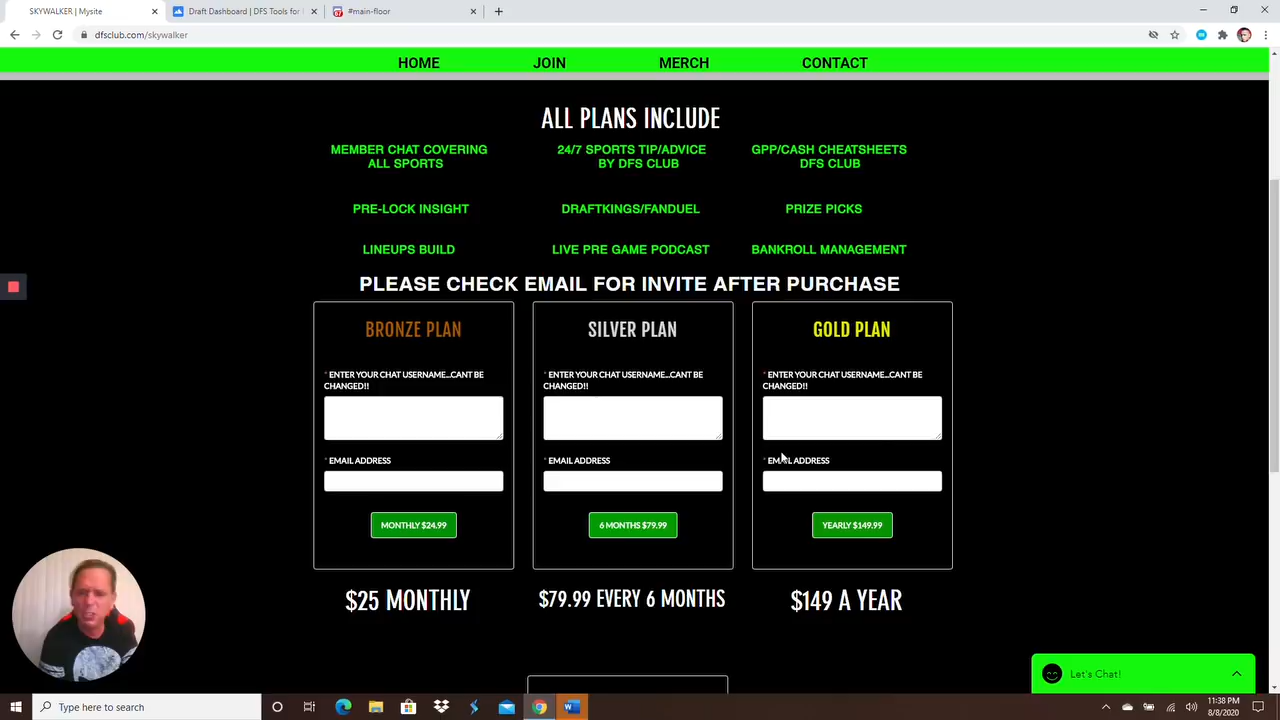 SKYWALKER | Mysite
Draft Dashboard | DFS Tools for
#main-floor
dfsclub.com/skywalker
HOME
JOIN
MERCH
CONTACT
ALL PLANS INCLUDE
MEMBER CHAT COVERING
ALL SPORTS
24/7 SPORTS TIP/ADVICE
BY DFS CLUB
GPP/CASH CHEATSHEETS
DFS CLUB
PRE-LOCK INSIGHT
DRAFTKINGS/FANDUEL
PRIZE PICKS
LINEUPS BUILD
LIVE PRE GAME PODCAST
BANKROLL MANAGEMENT
PLEASE CHECK EMAIL FOR INVITE AFTER PURCHASE
BRONZE PLAN
* ENTER YOUR CHAT USERNAME...CANT BE
CHANGED!!
* EMAIL ADDRESS
MONTHLY $24.99
$25 MONTHLY
SILVER PLAN
* ENTER YOUR CHAT USERNAME...CANT BE
CHANGED!!
* EMAIL ADDRESS
6 MONTHS $79.99
$79.99 EVERY 6 MONTHS
GOLD PLAN
* ENTER YOUR CHAT USERNAME...CANT BE
CHANGED!!
* EMAIL ADDRESS
YEARLY $149.99
$149 A YEAR
Let's Chat!
Type here to search
11:38 PM
8/8/2020